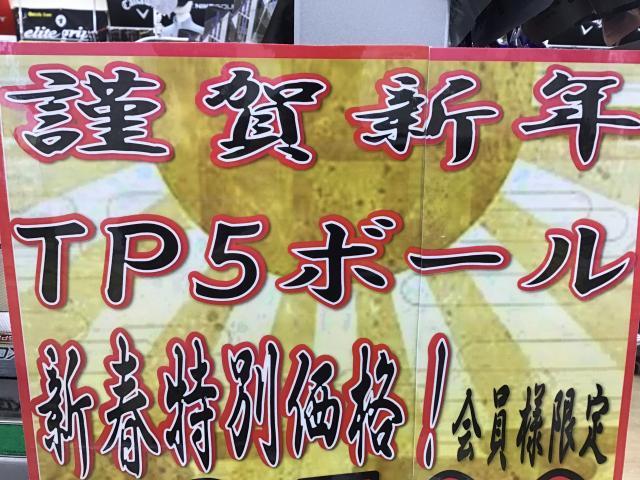 elite grip
謹賀新年
TP5ボール
新春特別価格！会員様限定